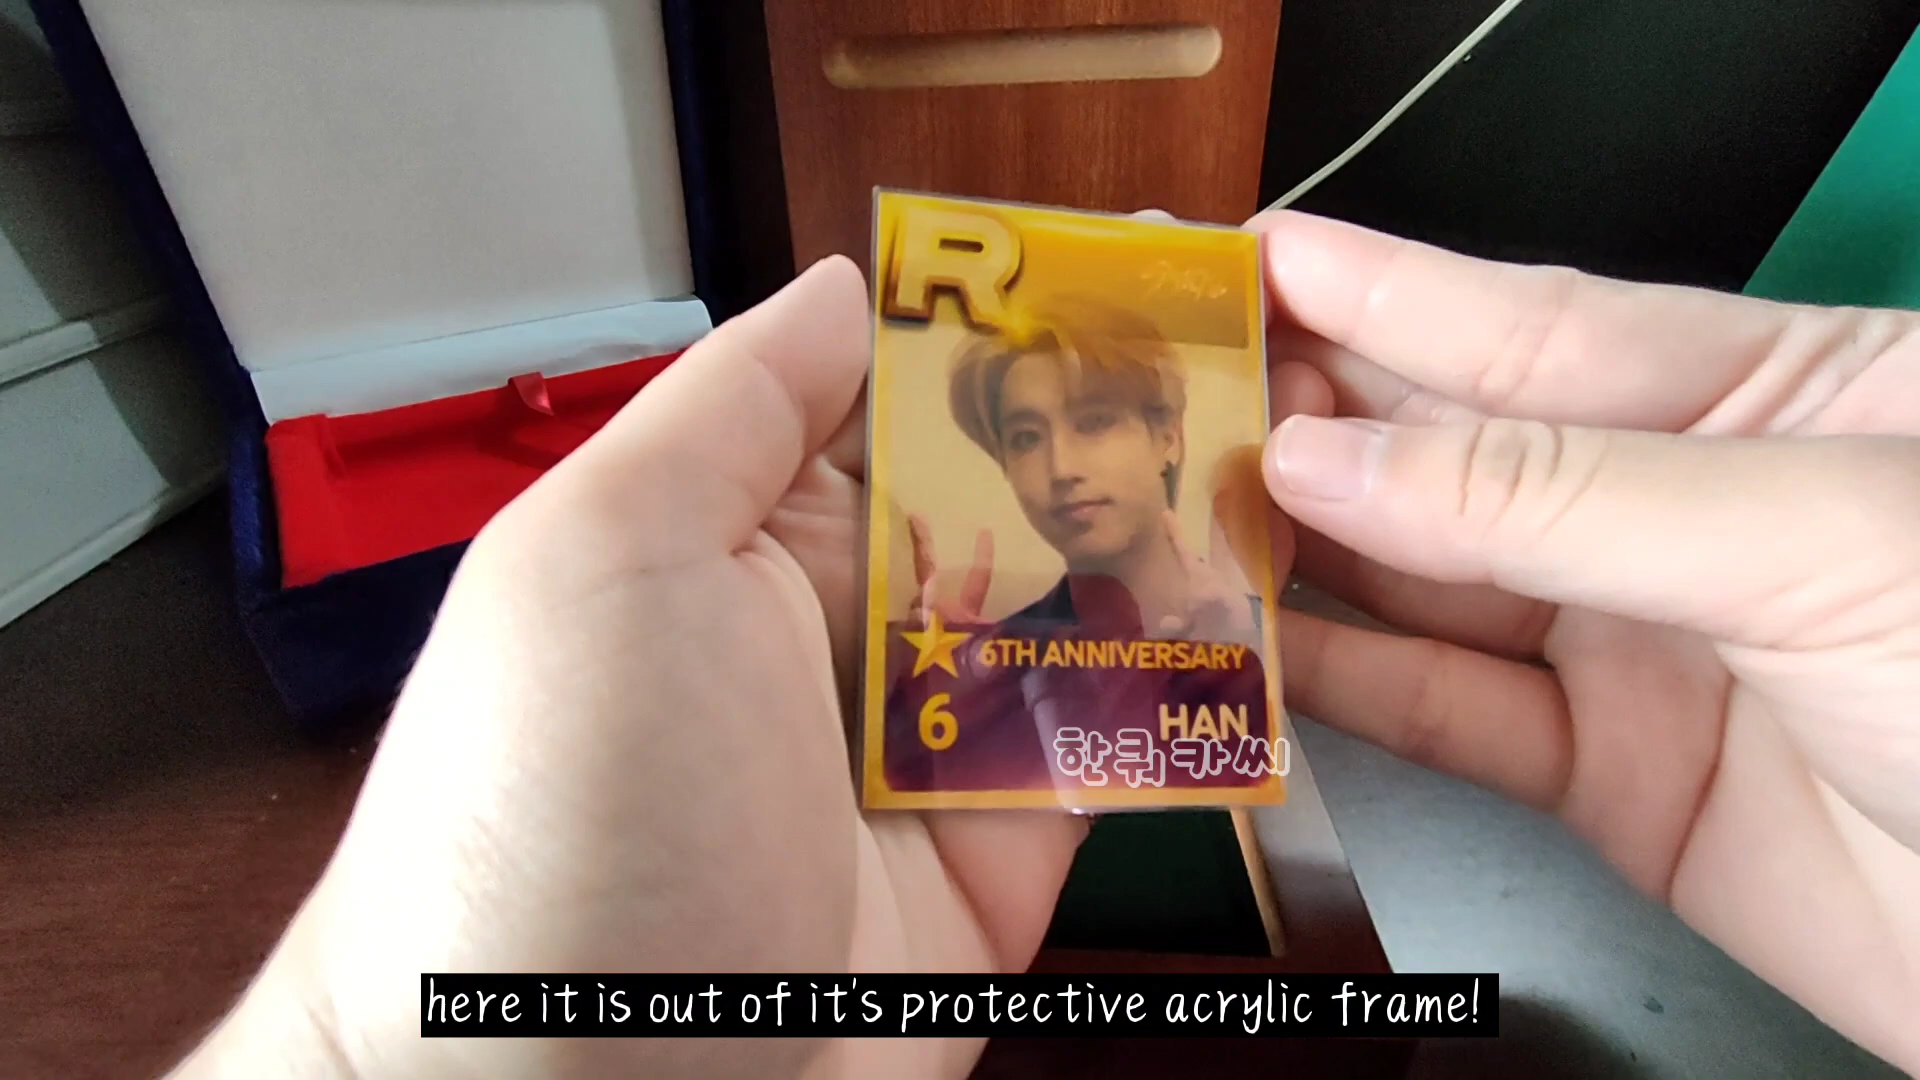 R
6TH ANNIVERSARY
6
HAN
한쿼카씨
here it is out of it's protective acrylic frame!